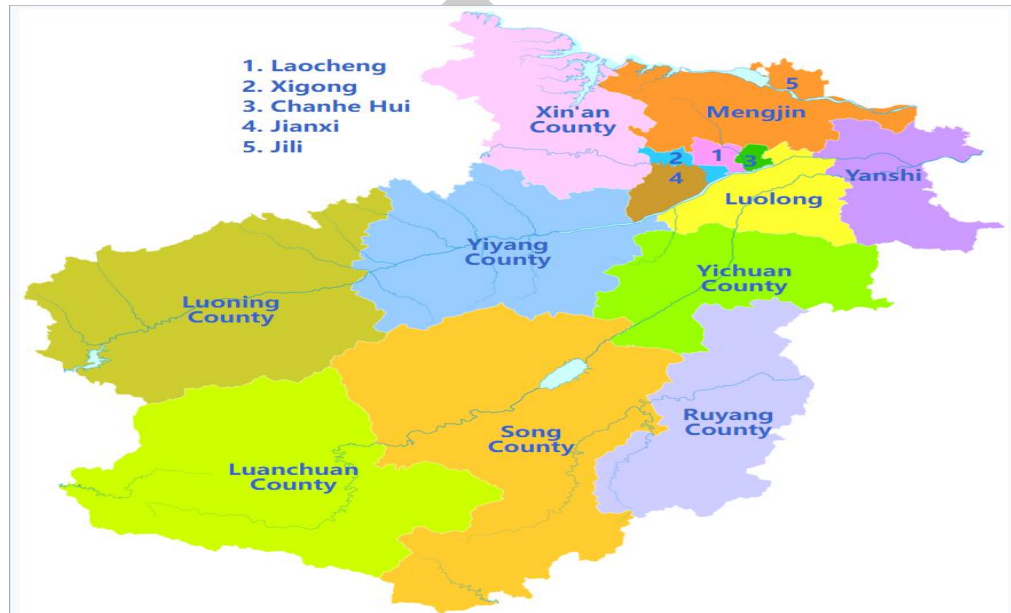 1. Laocheng
2. Xigong
3. Chanhe Hui
4. Jianxi
5. Jili
5
Xin'an
County
Mengjin
2
1
3
4
Yanshi
Luolong
Yiyang
County
Yichuan
County
Luoning
County
Ruyang
County
Song
County
Luanchuan
County